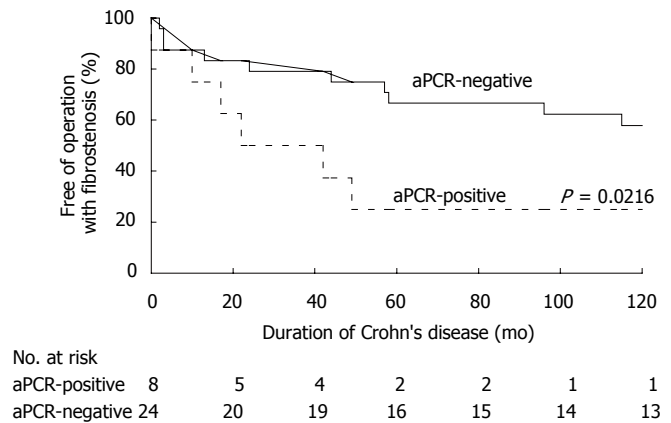 100
80
60
40
20
0
Free of operation
with fibrostenosis (%)
aPCR-negative
aPCR-positive
P = 0.0216
0 20 40 60 80 100 120
Duration of Crohn's disease (mo)
No. at risk
aPCR-positive 8 5 4 2 2 1 1
aPCR-negative 24 20 19 16 15 14 13